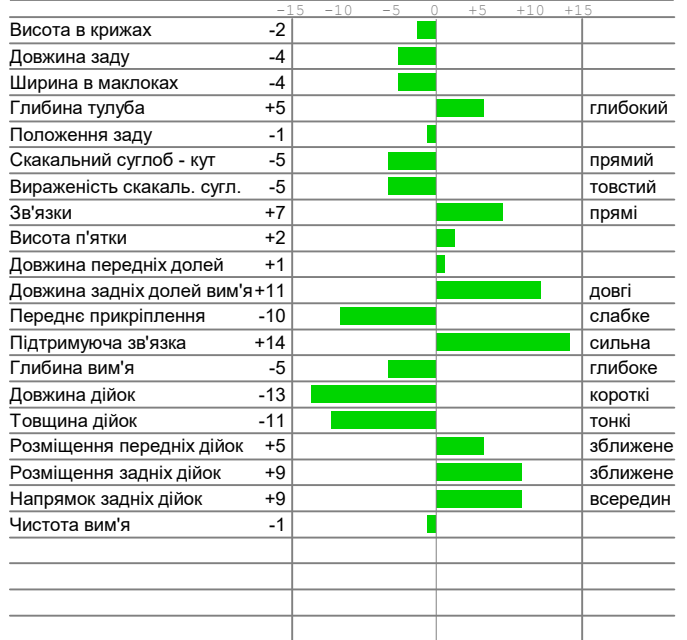 -15 -10 -5 0 +5 +10 +15
Висота в крижах -2
Довжина заду -4
Ширина в маклоках -4
Глибина тулуба +5 глибокий
Положення заду -1
Скакальний суглоб - кут -5 прямий
Вираженість скакаль. сугл. -5 товстий
Зв'язки +7 прямі
Висота п'ятки +2
Довжина передніх долей +1
Довжина задніх долей вим'я +11 довгі
Переднє прикріплення -10 слабке
Підтримуюча зв'язка +14 сильна
Глибина вим'я -5 глибоке
Довжина дійок -13 короткі
Товщина дійок -11 тонкі
Розміщення передніх дійок +5 зближене
Розміщення задніх дійок +9 зближене
Напрямок задніх дійок +9 всередин
Чистота вим'я -1